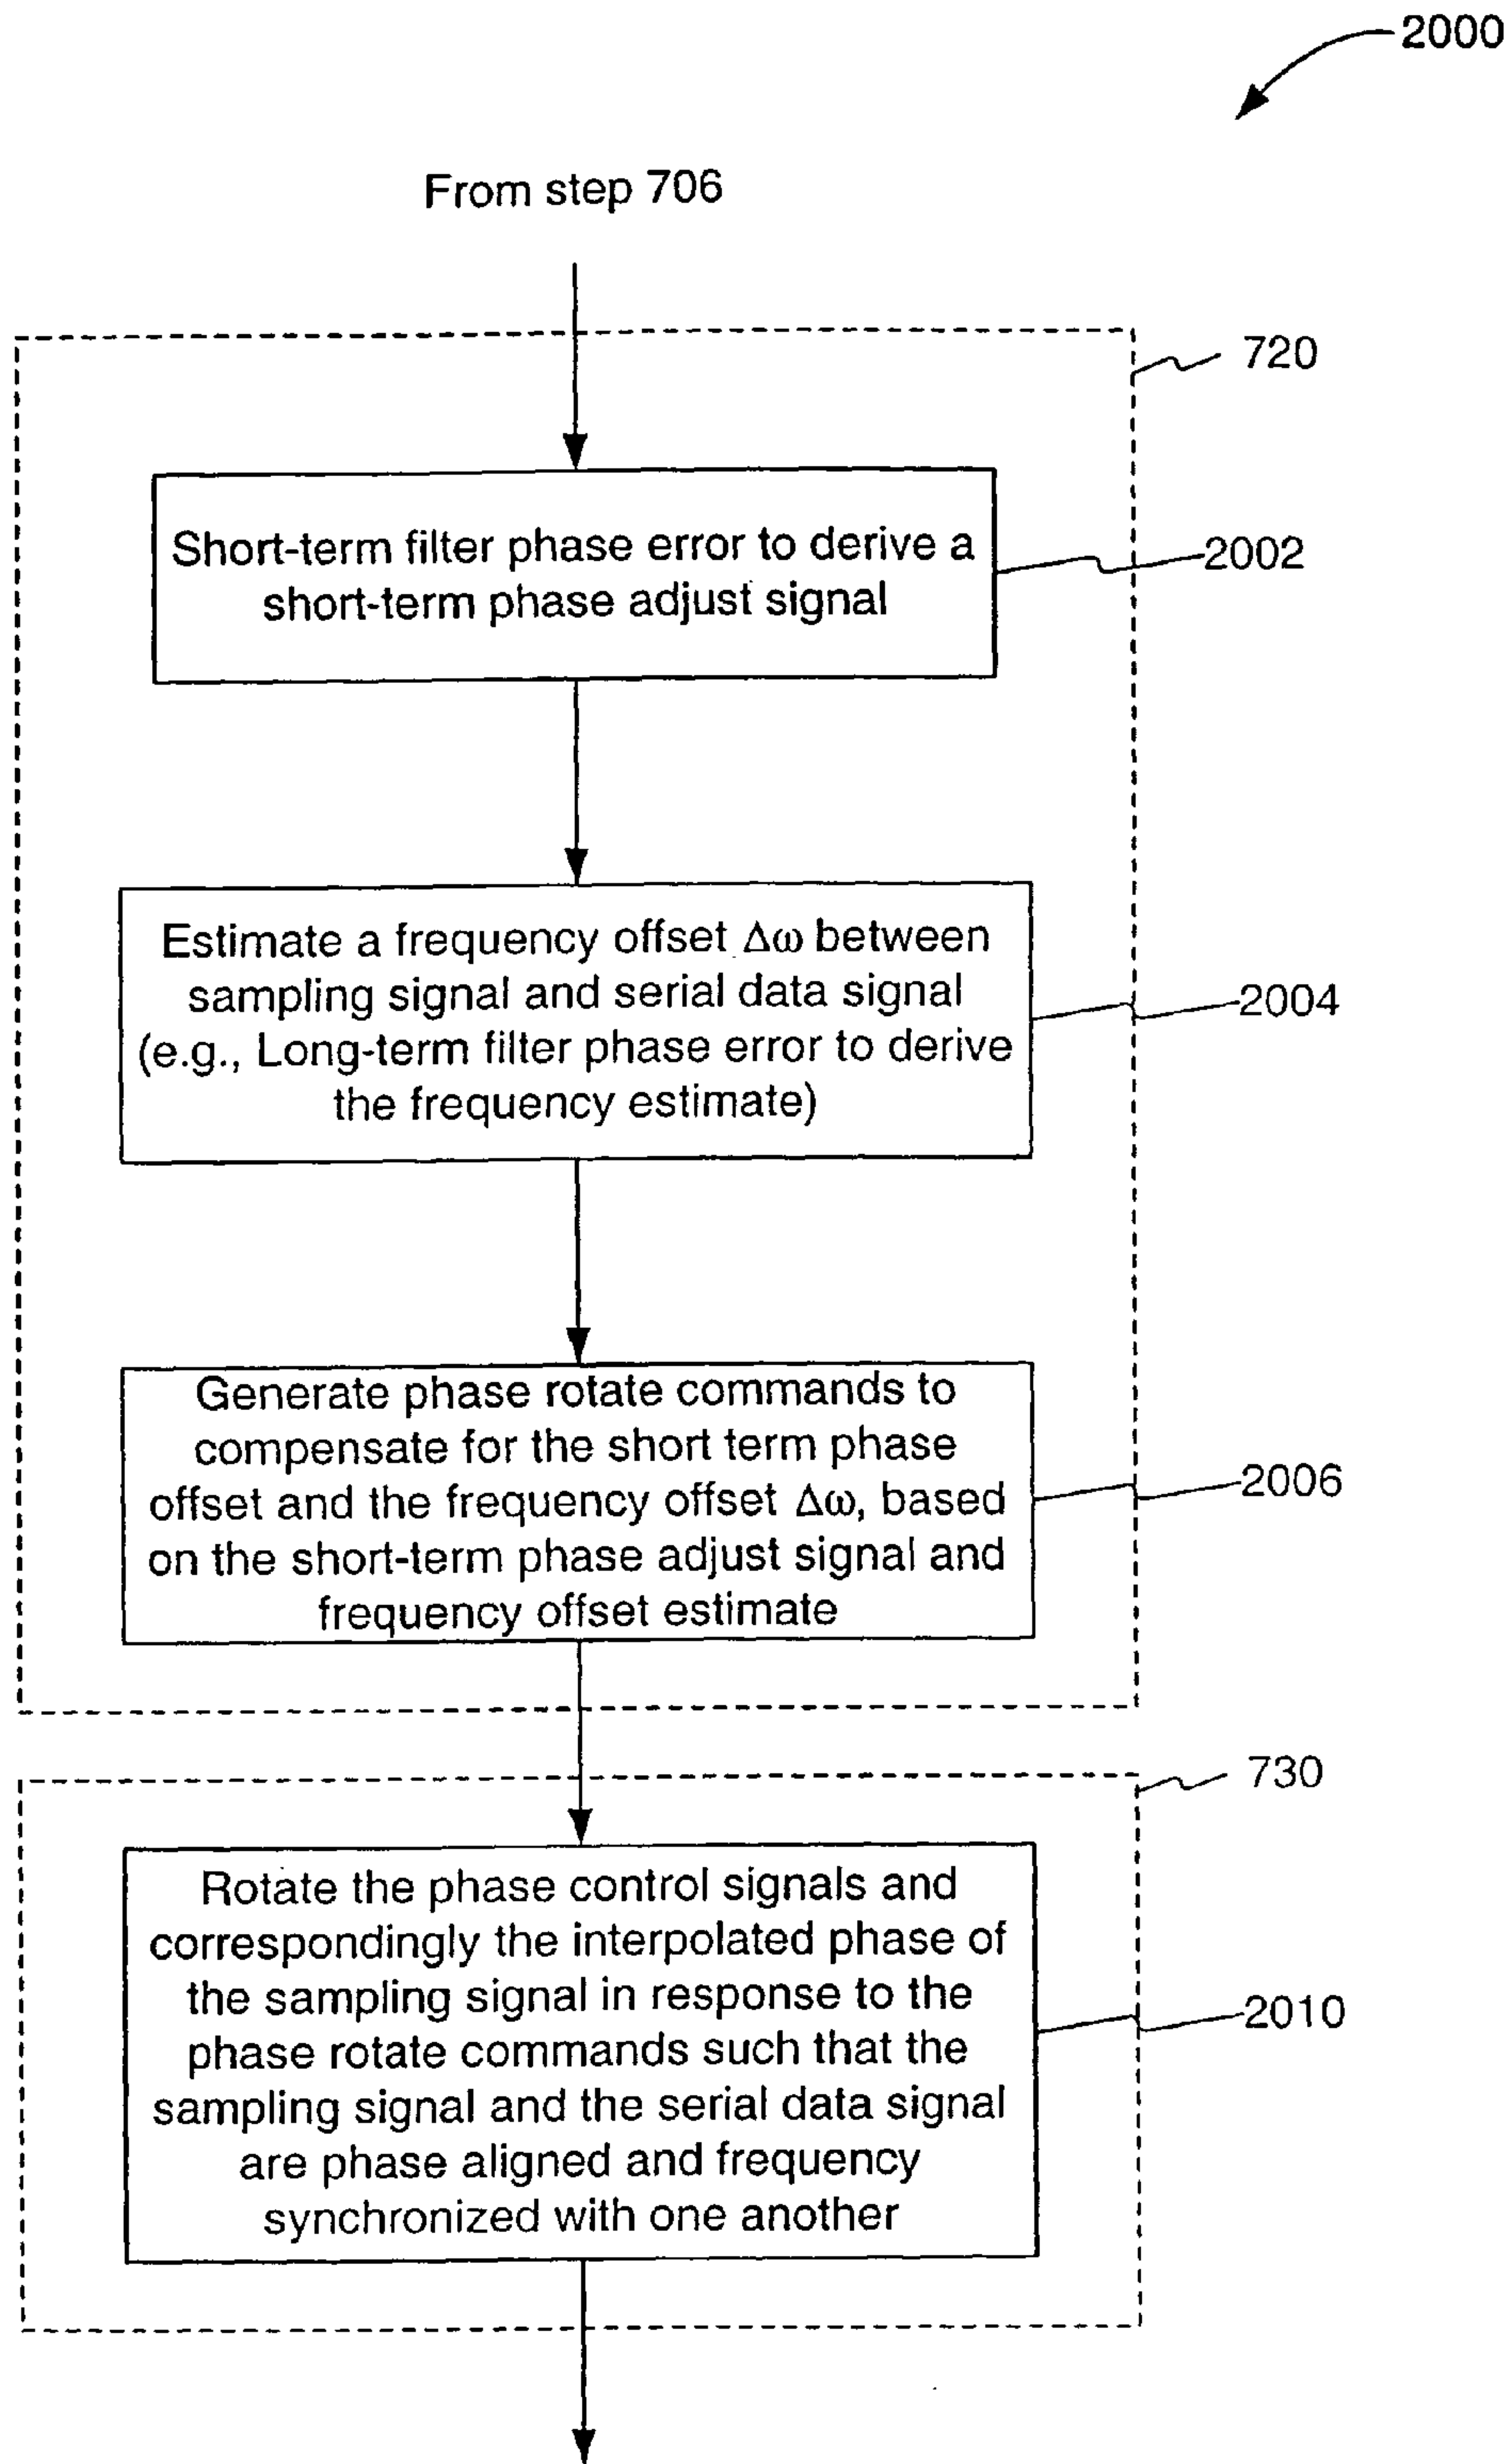 2000
From step 706
720
Short-term filter phase error to derive a
short-term phase adjust signal
2002
Estimate a frequency offset Δω between
sampling signal and serial data signal
(e.g., Long-term filter phase error to derive
the frequency estimate)
2004
Generate phase rotate commands to
compensate for the short term phase
offset and the frequency offset Δω, based
on the short-term phase adjust signal and
frequency offset estimate
2006
730
Rotate the phase control signals and
correspondingly the interpolated phase of
the sampling signal in response to the
phase rotate commands such that the
sampling signal and the serial data signal
are phase aligned and frequency
synchronized with one another
2010